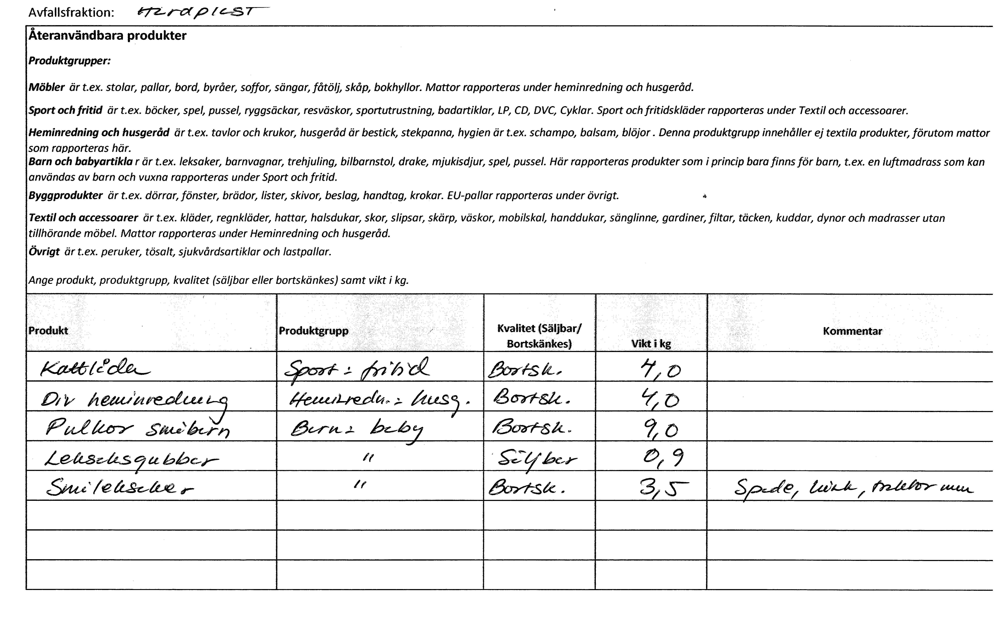 Avfallsfraktion: Hårdplast
Återanvändbara produkter
Produktgrupper:
Möbler är t.ex. stolar, pallar, bord, byråer, soffor, sängar, fåtölj, skåp, bokhyllor. Mattor rapporteras under heminredning och husgeråd.
Sport och fritid är t.ex. böcker, spel, pussel, ryggsäckar, resväskor, sportutrustning, badartiklar, LP, CD, DVC, Cyklar. Sport och fritidskläder rapporteras under Textil och accessoarer.
Heminredning och husgeråd är t.ex. tavlor och krukor, husgeråd är bestick, stekpanna, hygien är t.ex. schampo, balsam, blöjor . Denna produktgrupp innehåller ej textila produkter, förutom mattor
som rapporteras här.
Barn och babyartikla r är t.ex. leksaker, barnvagnar, trehjuling, bilbarnstol, drake, mjukisdjur, spel, pussel. Här rapporteras produkter som i princip bara finns för barn, t.ex. en luftmadrass som kan
användas av barn och vuxna rapporteras under Sport och fritid.
Byggprodukter är t.ex. dörrar, fönster, brädor, lister, skivor, beslag, handtag, krokar. EU-pallar rapporteras under övrigt.
Textil och accessoarer är t.ex. kläder, regnkläder, hattar, halsdukar, skor, slipsar, skärp, väskor, mobilskal, handdukar, sänglinne, gardiner, filtar, täcken, kuddar, dynor och madrasser utan
tillhörande möbel. Mattor rapporteras under Heminredning och husgeråd.
Övrigt är t.ex. peruker, tösalt, sjukvårdsartiklar och lastpallar.
Ange produkt, produktgrupp, kvalitet (säljbar eller bortskänkes) samt vikt i kg.
Produkt Produktgrupp Kvalitet (Säljbar/ Bortskänkes) Vikt i kg Kommentar
Kattlåda Sport & fritid Bortsk. 4,0
Div heminredning Heminredn. & husg. Bortsk. 4,0
Pulkor småbarn Barn & baby Bortsk. 9,0
Leksaksgubbar " Säljbar 0,9
Småleksaker " Bortsk. 3,5 Spade, hink, traktor mm